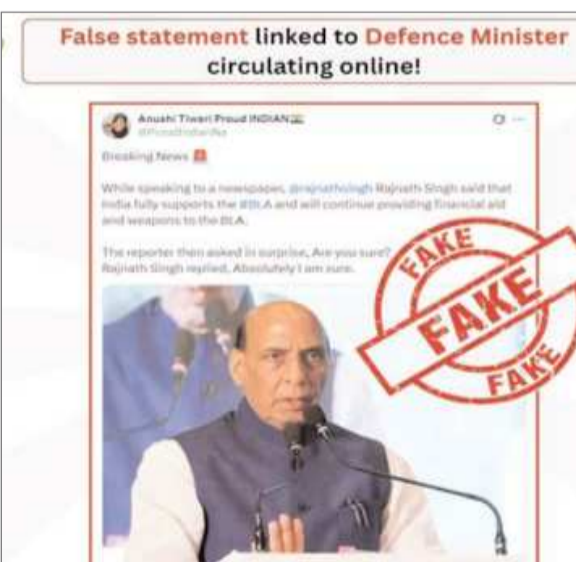 False statement linked to Defence Minister
circulating online!
Anushi Tiwari Proud INDIAN
Breaking News
While speaking to a newspaper, @rajnathsingh Rajnath Singh said that
India fully supports the #BLA and will continue providing financial aid
and weapons to the BLA.
The reporter then asked in surprise, Are you sure?
Rajnath Singh replied, Absolutely I am sure.
FAKE
FAKE
FAKE